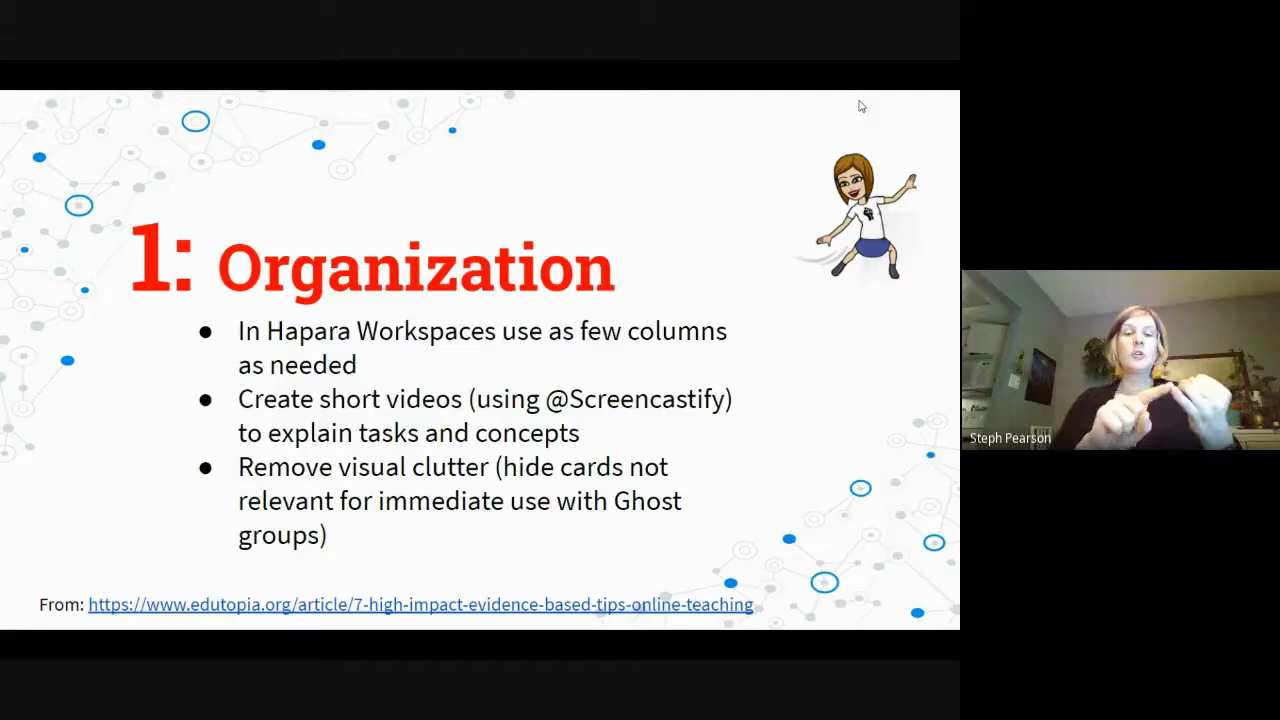 1: Organization
● In Hapara Workspaces use as few columns
as needed
● Create short videos (using @Screencastify)
to explain tasks and concepts
● Remove visual clutter (hide cards not
relevant for immediate use with Ghost
groups)
From: https://www.edutopia.org/article/7-high-impact-evidence-based-tips-online-teaching
Steph Pearson